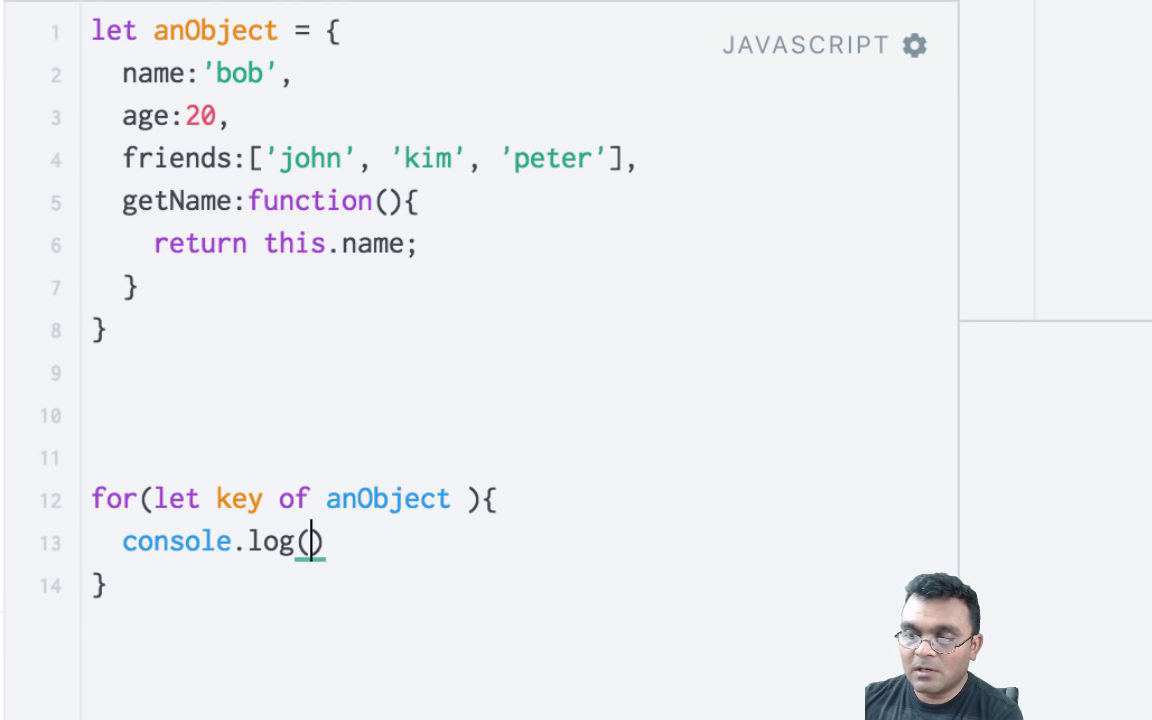 1 let anObject = {
JAVASCRIPT
2 name:'bob',
3 age:20,
4 friends:['john', 'kim', 'peter'],
5 getName:function(){
6 return this.name;
7 }
8 }
9
10
11
12 for(let key of anObject ){
13 console.log()
14 }